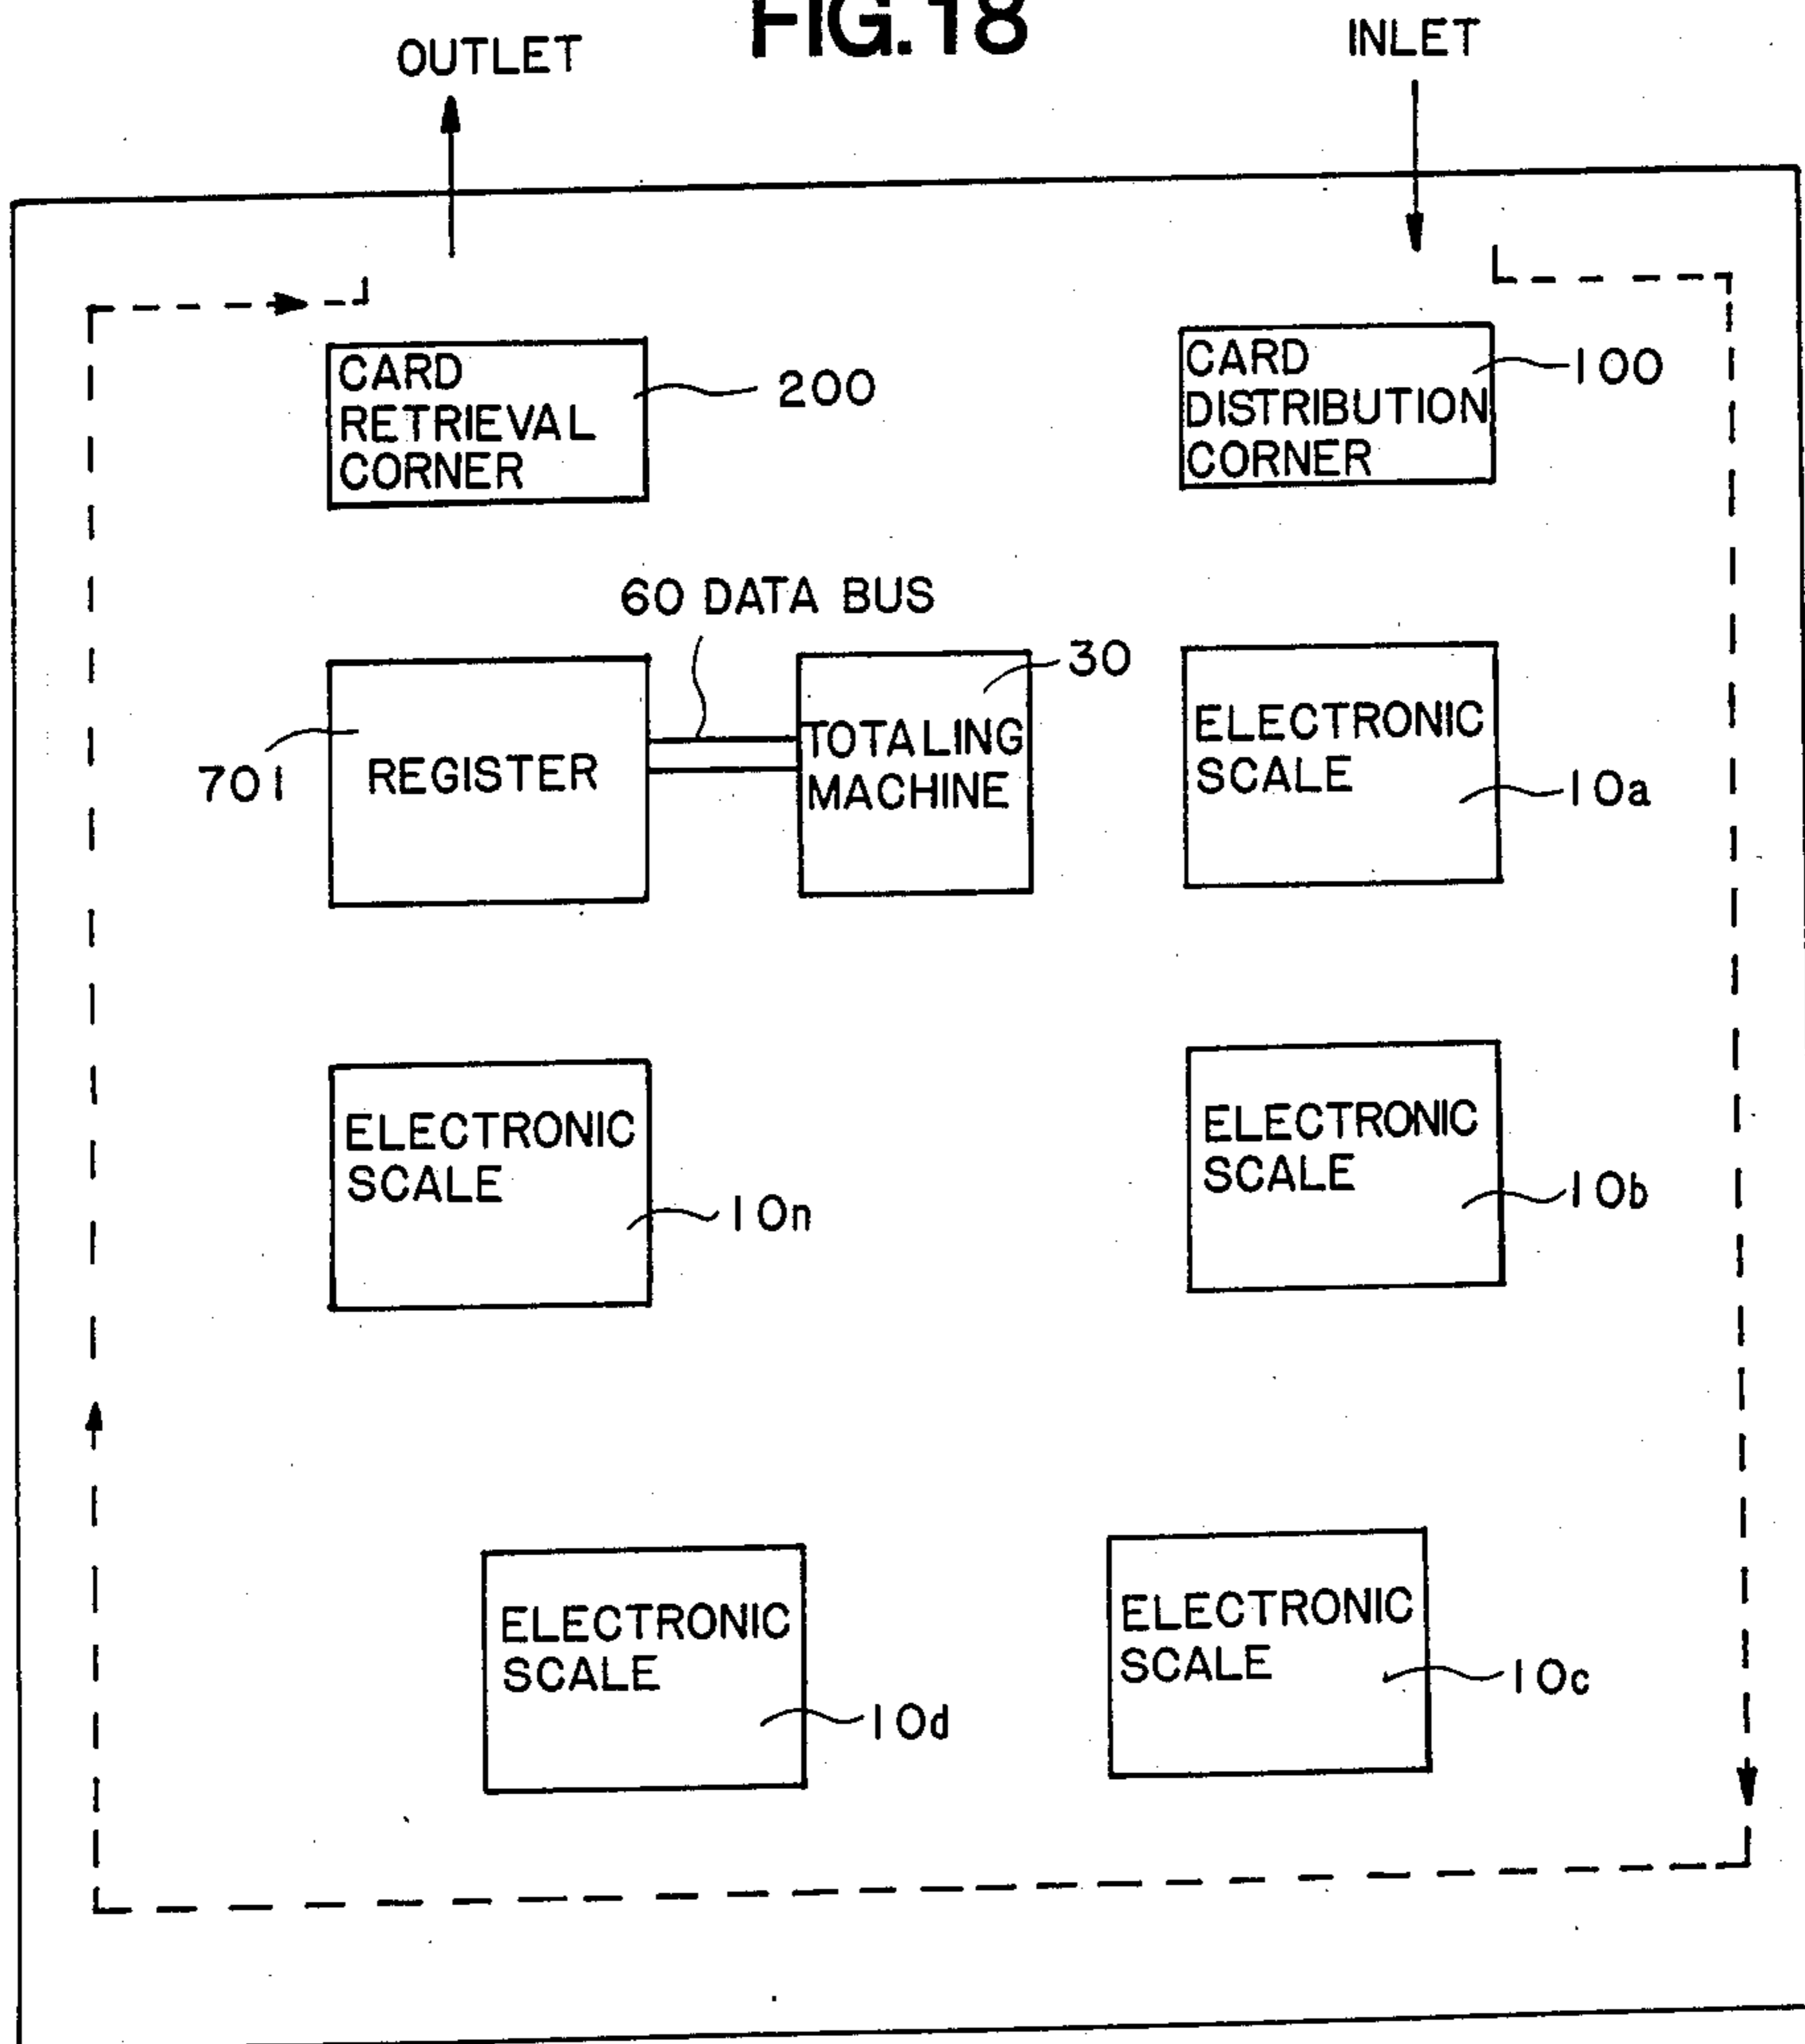 FIG. 18
OUTLET
INLET
CARD
RETRIEVAL
CORNER
200
CARD
DISTRIBUTION
CORNER
100
60 DATA BUS
30
REGISTER
701
TOTALING
MACHINE
ELECTRONIC
SCALE
10a
ELECTRONIC
SCALE
10n
ELECTRONIC
SCALE
10b
ELECTRONIC
SCALE
10d
ELECTRONIC
SCALE
10c